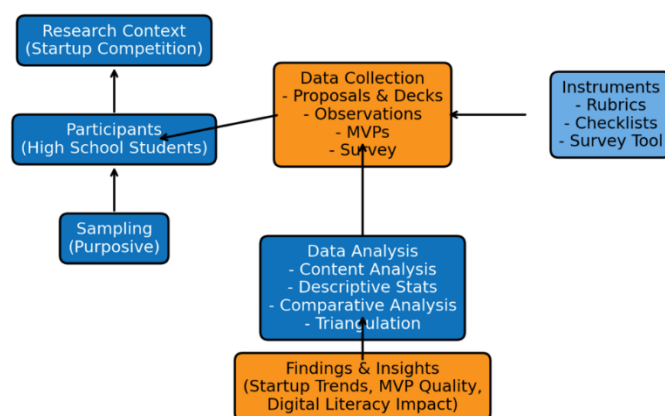 Research Context
(Startup Competition)
Participants
(High School Students)
Sampling
(Purposive)
Data Collection
- Proposals & Decks
- Observations
- MVPs
- Survey
Instruments
- Rubrics
- Checklists
- Survey Tool
Data Analysis
- Content Analysis
- Descriptive Stats
- Comparative Analysis
- Triangulation
Findings & Insights
(Startup Trends, MVP Quality,
Digital Literacy Impact)